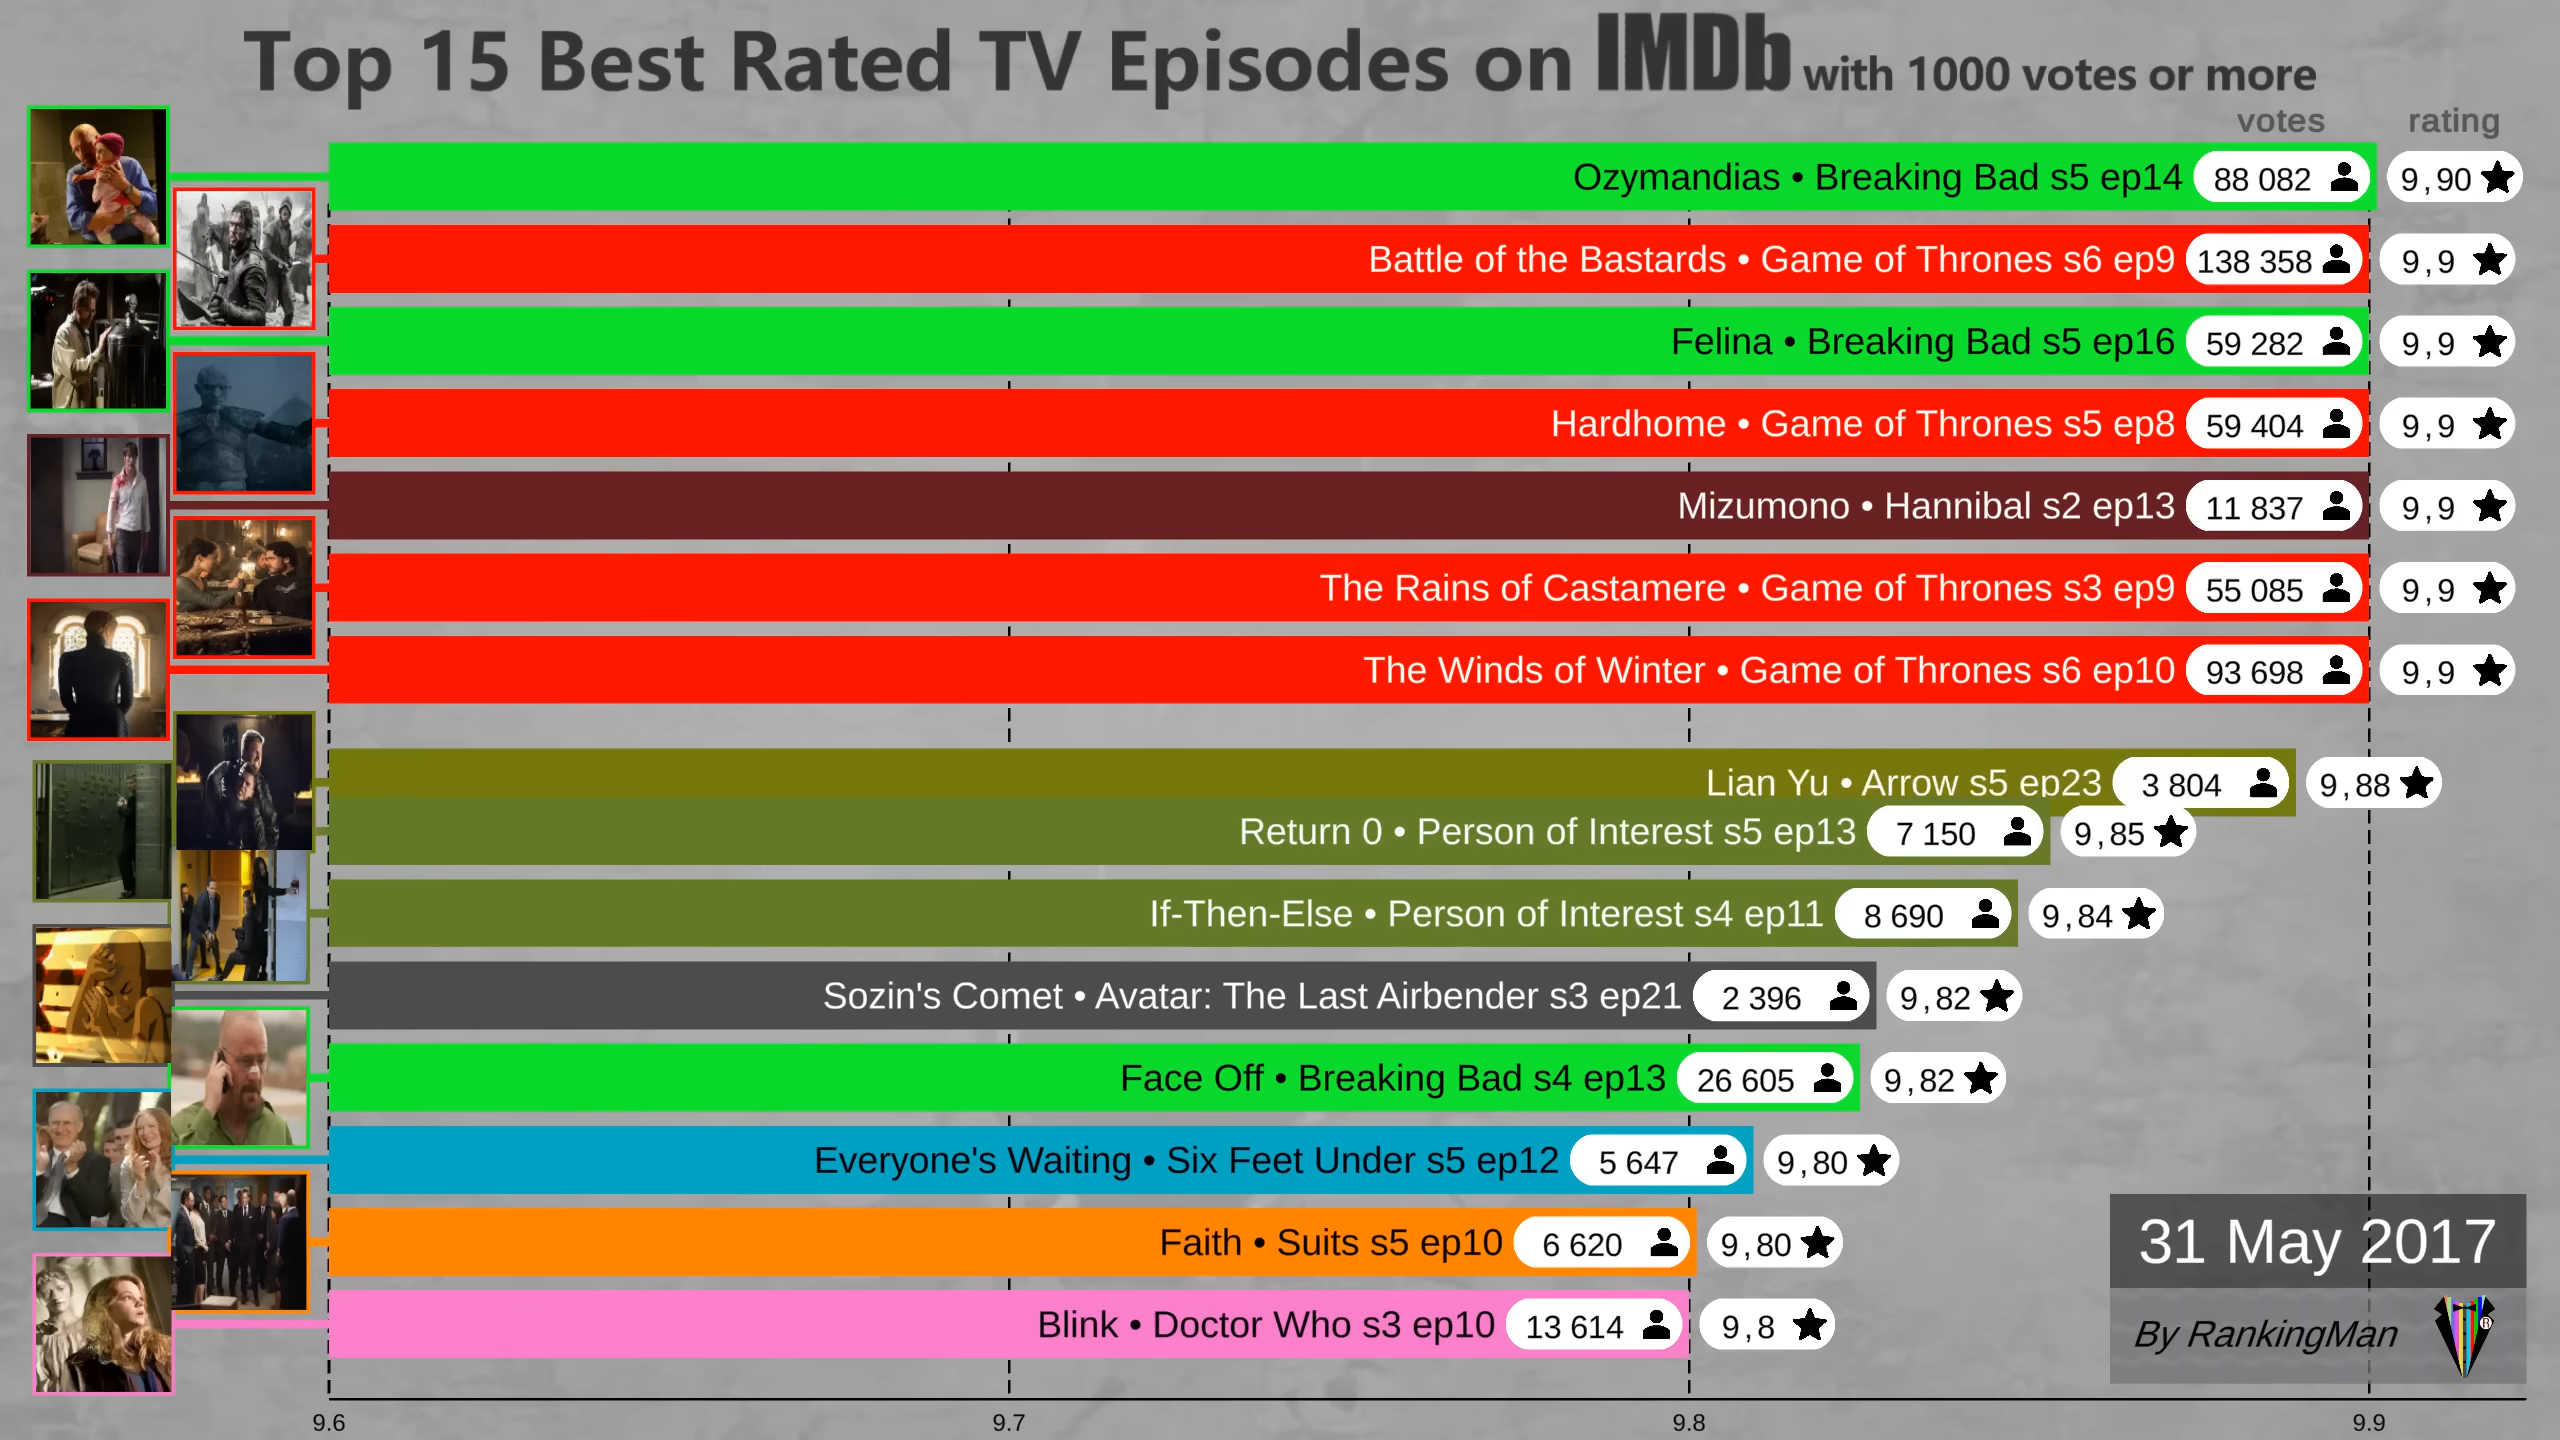 Top 15 Best Rated TV Episodes on IMDb with 1000 votes or more
votes rating
Ozymandias • Breaking Bad s5 ep14 88 082 9,90
Battle of the Bastards • Game of Thrones s6 ep9 138 358 9,9
Felina • Breaking Bad s5 ep16 59 282 9,9
Hardhome • Game of Thrones s5 ep8 59 404 9,9
Mizumono • Hannibal s2 ep13 11 837 9,9
The Rains of Castamere • Game of Thrones s3 ep9 55 085 9,9
The Winds of Winter • Game of Thrones s6 ep10 93 698 9,9
Lian Yu • Arrow s5 ep23 3 804 9,88
Return 0 • Person of Interest s5 ep13 7 150 9,85
If-Then-Else • Person of Interest s4 ep11 8 690 9,84
Sozin's Comet • Avatar: The Last Airbender s3 ep21 2 396 9,82
Face Off • Breaking Bad s4 ep13 26 605 9,82
Everyone's Waiting • Six Feet Under s5 ep12 5 647 9,80
Faith • Suits s5 ep10 6 620 9,80
Blink • Doctor Who s3 ep10 13 614 9,8
31 May 2017
By RankingMan ®
9.6 9.7 9.8 9.9